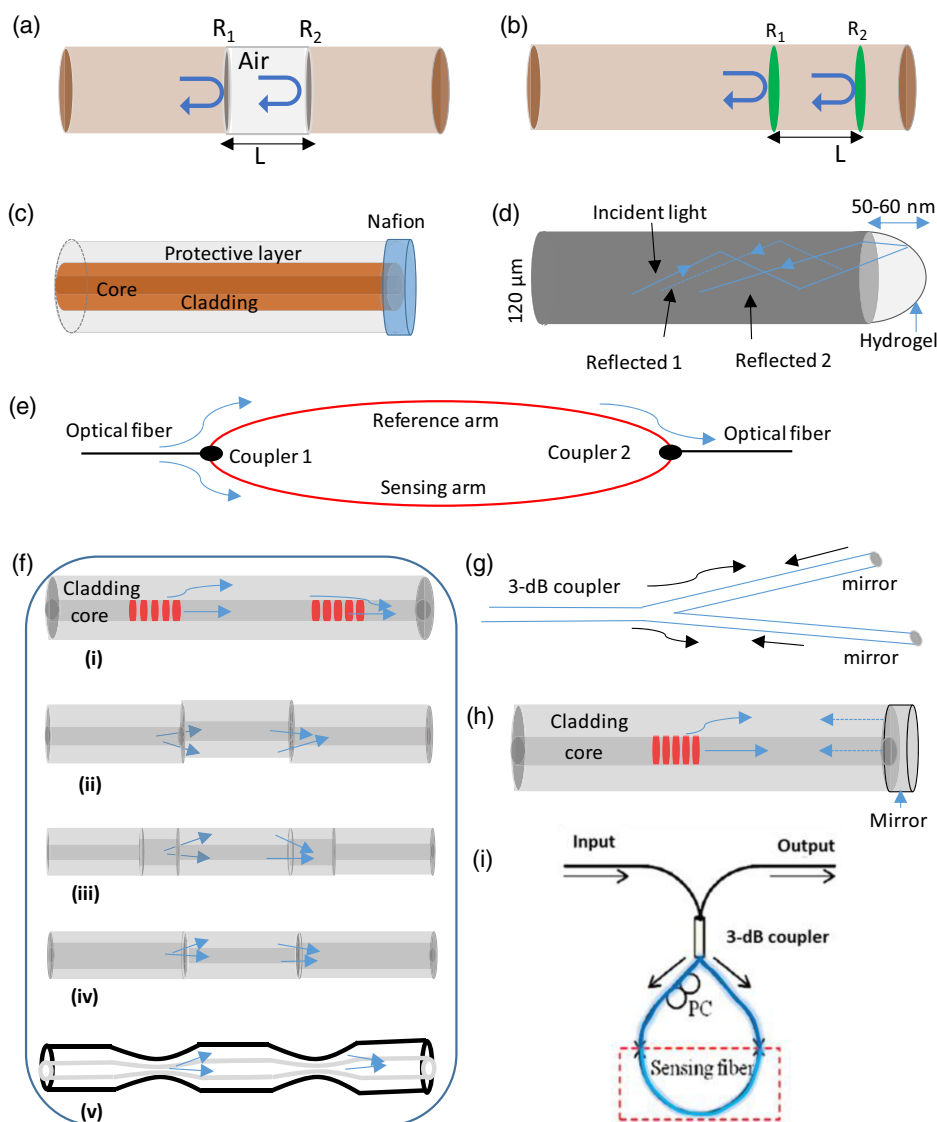 (a)
R1
R2
Air
L
(b)
R1
R2
L
(c)
Nafion
Protective layer
Core
Cladding
(d)
50-60 nm
Incident light
120 µm
Reflected 1
Reflected 2
Hydrogel
(e)
Optical fiber
Reference arm
Optical fiber
Coupler 1
Coupler 2
Sensing arm
(f)
Cladding
core
(i)
(ii)
(iii)
(iv)
(v)
(g)
3-dB coupler
mirror
mirror
(h)
Cladding
core
Mirror
(i)
Input
Output
3-dB coupler
PC
Sensing fiber